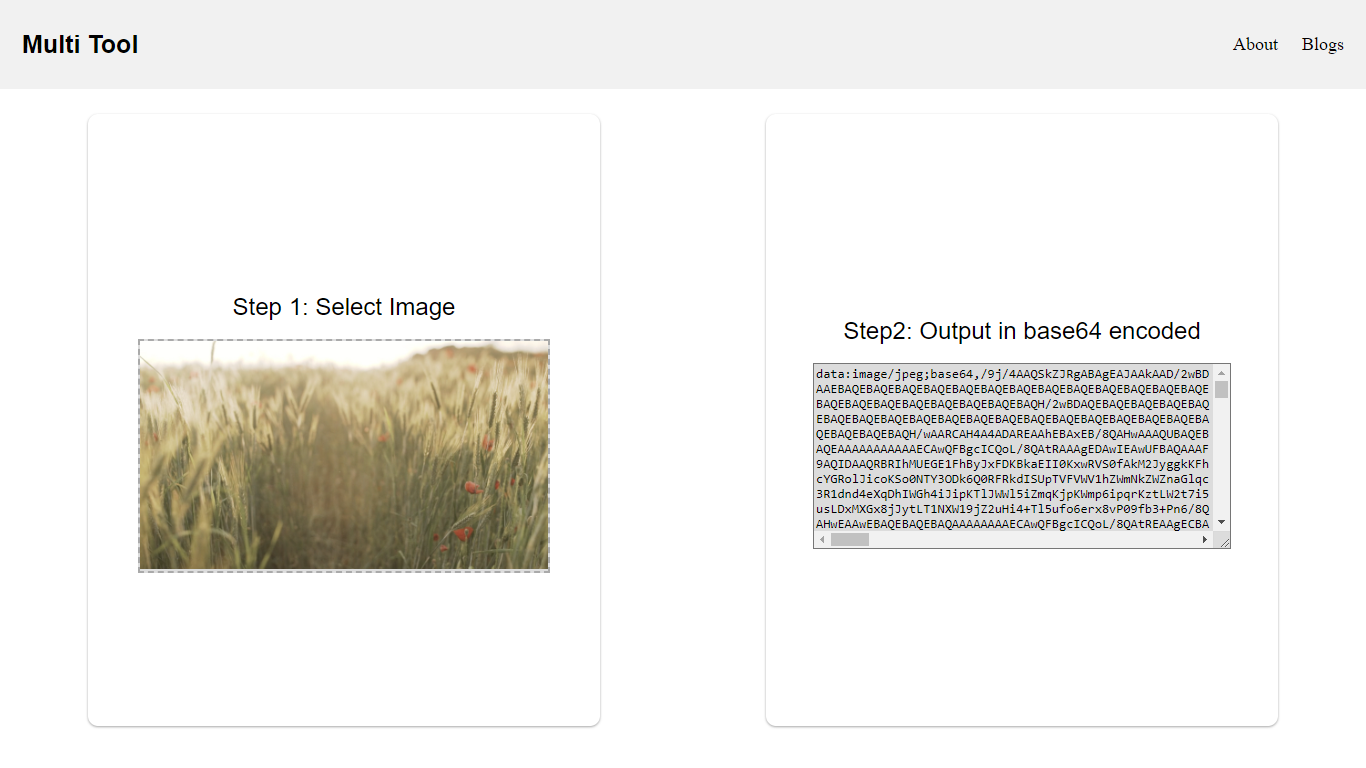 Multi Tool
About
Blogs
Step 1: Select Image
Step2: Output in base64 encoded
data:image/jpeg;base64,/9j/4AAQSkZJRgABAgEAJAAkAAD/2wBD
AAEBAQEBAQEBAQEBAQEBAQEBAQEBAQEBAQEBAQEBAQEBAQEBAQEBAQE
BAQEBAQEBAQEBAQEBAQEBAQEBAQEBAQH/2wBDAQEBAQEBAQEBAQEBAQ
EBAQEBAQEBAQEBAQEBAQEBAQEBAQEBAQEBAQEBAQEBAQEBAQEBAQEBA
QEBAQEBAQEBAQH/wAARCAH4A4ADAREAAhEBAxEB/8QAHwAAAQUBAQEB
AQEAAAAAAAAAAAECAwQFBgcICQoL/8QAtRAAAgEDAwIEAwUFBAQAAAF
9AQIDAAQRBRIhMUEGE1FhByJxFDKBkaEII0KxwRVS0fAkM2JyggkKFh
cYGRolJicoKSo0NTY3ODk6Q0RFRkdISUpTVFVWV1hZWmNkZWZnaGlqc
3R1dnd4eXqDhIWGh4iJipKTlJWWl5iZmqKjpKWmp6ipqrKztLW2t7i5
usLDxMXGx8jJytLT1NXW19jZ2uHi4+Tl5ufo6erx8vP09fb3+Pn6/8Q
AHwEAAwEBAQEBAQEBAQAAAAAAAAECAwQFBgcICQoL/8QAtREAAgECBA